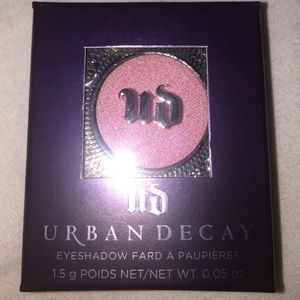 UD
UD
URBAN DECAY
EYESHADOW FARD À PAUPIÈRES
1.5 g POIDS NET/NET WT. 0.05 oz